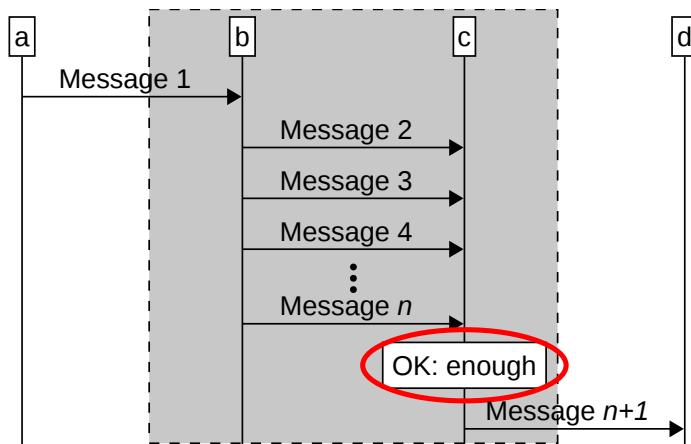 a b c d
Message 1
Message 2
Message 3
Message 4
Message n
OK: enough
Message n+1